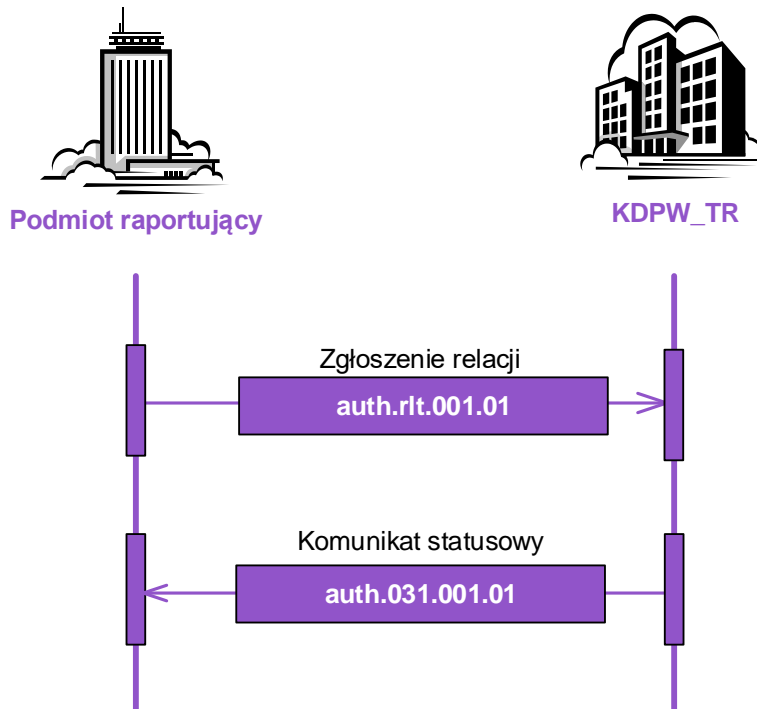 Podmiot raportujący
KDPW_TR
Zgłoszenie relacji
auth.rlt.001.01
Komunikat statusowy
auth.031.001.01